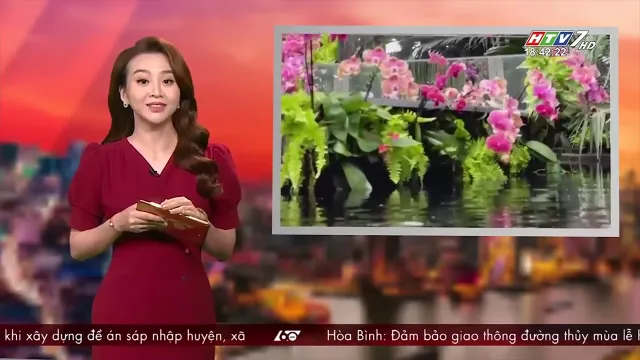 HTV7 HD
18:42:22
khi xây dựng đề án sáp nhập huyện, xã 60 Hòa Bình: Đảm bảo giao thông đường thủy mùa lễ h